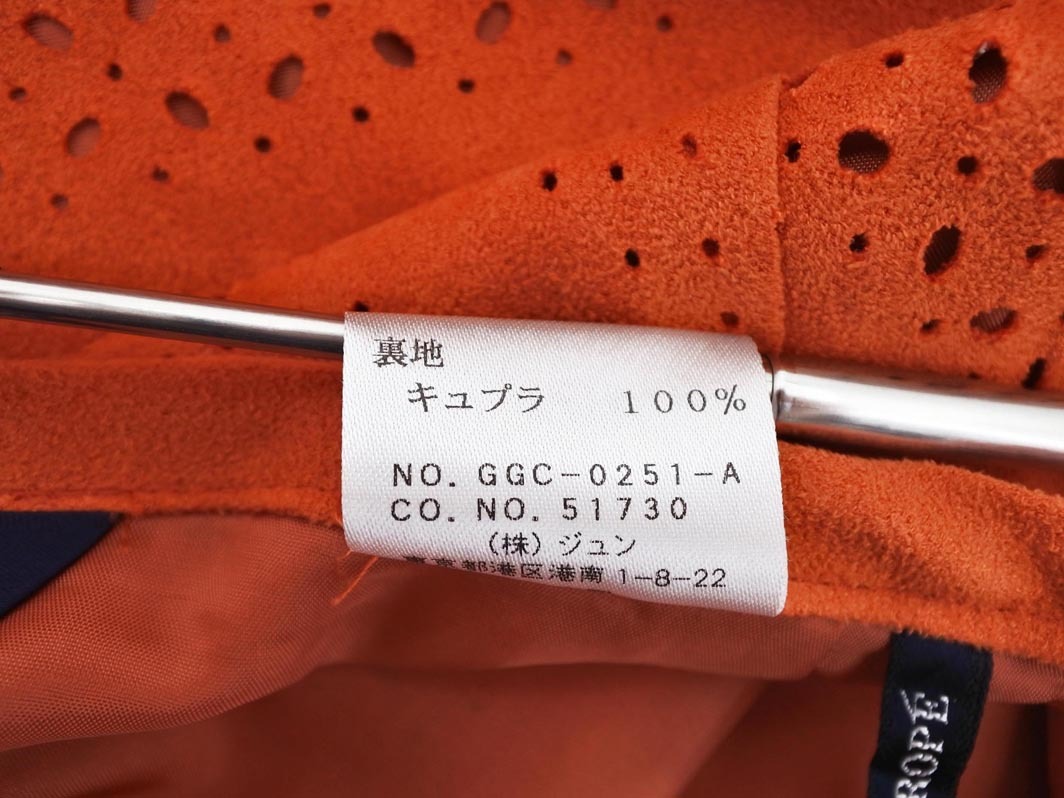 裏地
キュプラ 100%
NO. GGC-0251-A
CO. NO. 51730
(株)ジュン
東京都港区港南 1-8-22
ROPÉ